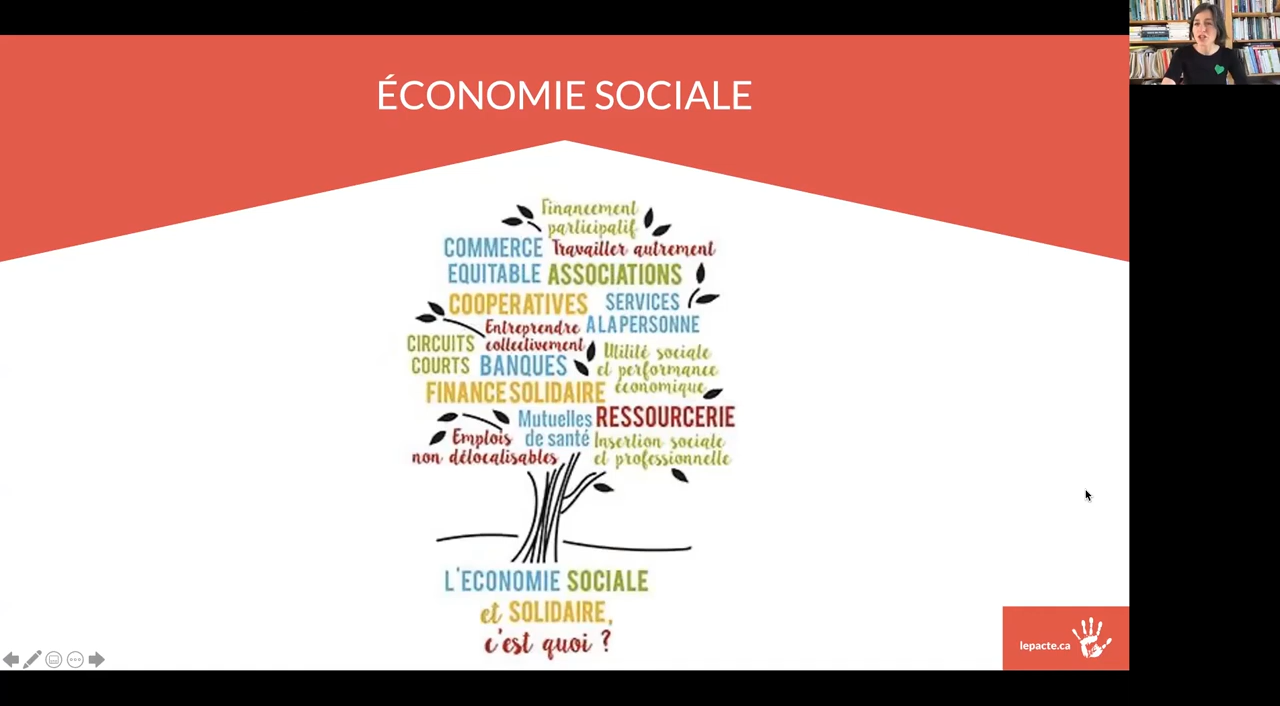 ÉCONOMIE SOCIALE
Financement
participatif
COMMERCE Travailler autrement
EQUITABLE ASSOCIATIONS
COOPERATIVES SERVICES
Entreprendre A LA PERSONNE
CIRCUITS collectivement
COURTS BANQUES Utilité sociale
et performance
économique
FINANCE SOLIDAIRE
Mutuelles RESSOURCERIE
Emplois de santé Insertion sociale
non délocalisables et professionnelle
L'ECONOMIE SOCIALE
et SOLIDAIRE,
c'est quoi ?
lepacte.ca